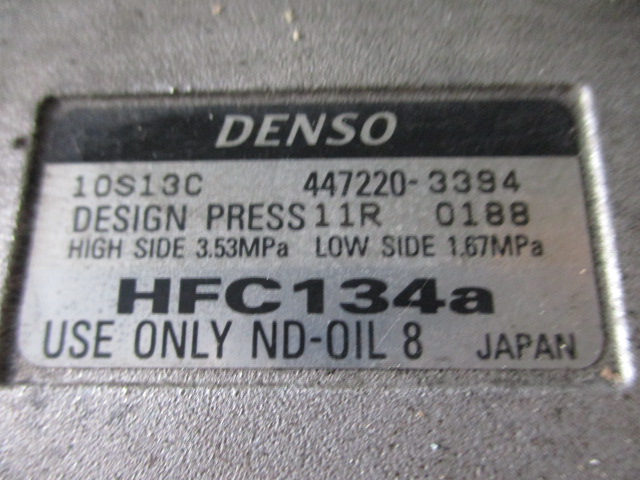 DENSO
10S13C 447220-3394
DESIGN PRESS 11R 0188
HIGH SIDE 3.53MPa LOW SIDE 1.67MPa
HFC134a
USE ONLY ND-OIL 8 JAPAN